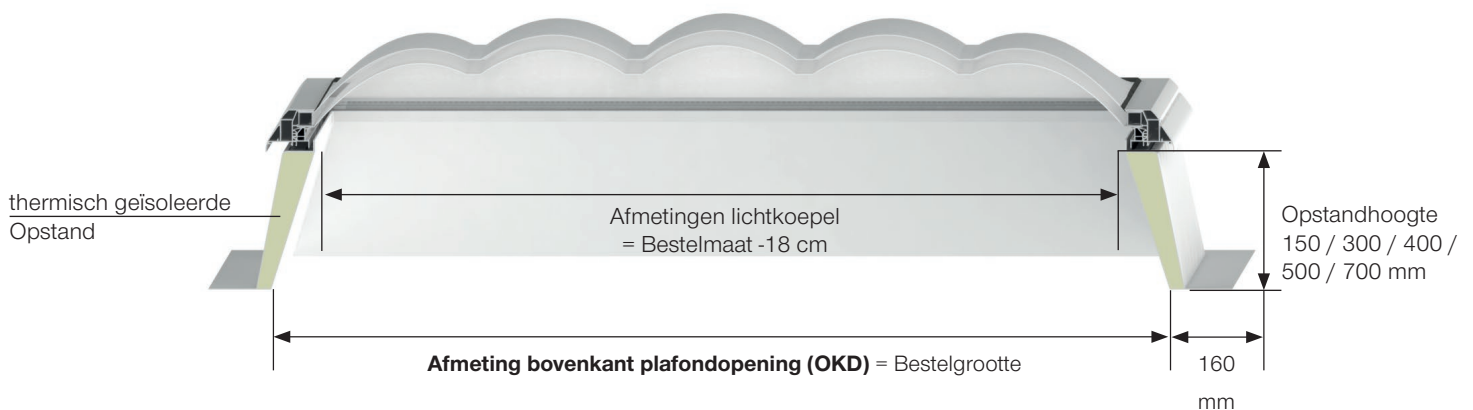 thermisch geïsoleerde
Opstand
Afmetingen lichtkoepel
= Bestelmaat -18 cm
Opstandhoogte
150 / 300 / 400 /
500 / 700 mm
Afmeting bovenkant plafondopening (OKD) = Bestelgrootte
160
mm